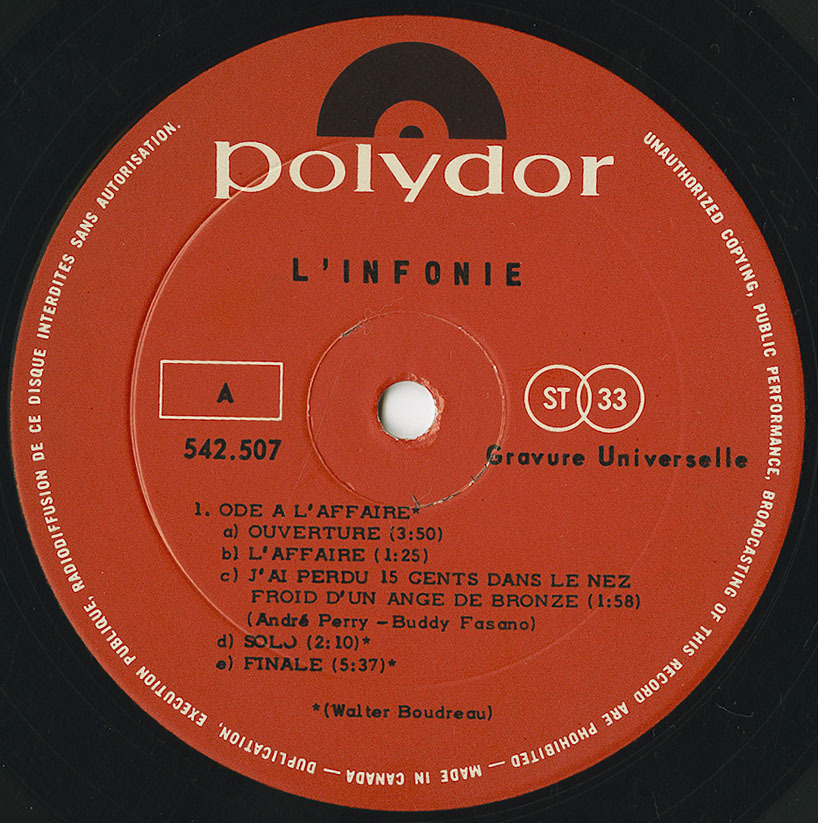 polydor
L'INFONIE
A
ST 33
542.507
Gravure Universelle
1. ODE A L'AFFAIRE*
a) OUVERTURE (3:50)
b) L'AFFAIRE (1:25)
c) J'AI PERDU 15 CENTS DANS LE NEZ
FROID D'UN ANGE DE BRONZE (1:58)
(André Perry – Buddy Fasano)
d) SOLO (2:10)*
e) FINALE (5:37)*
*(Walter Boudreau)
UNAUTHORIZED COPYING, PUBLIC PERFORMANCE, BROADCASTING OF THIS RECORD ARE PROHIBITED — MADE IN CANADA — DUPLICATION, EXECUTION PUBLIQUE, RADIODIFFUSION DE CE DISQUE INTERDITES SANS AUTORISATION.